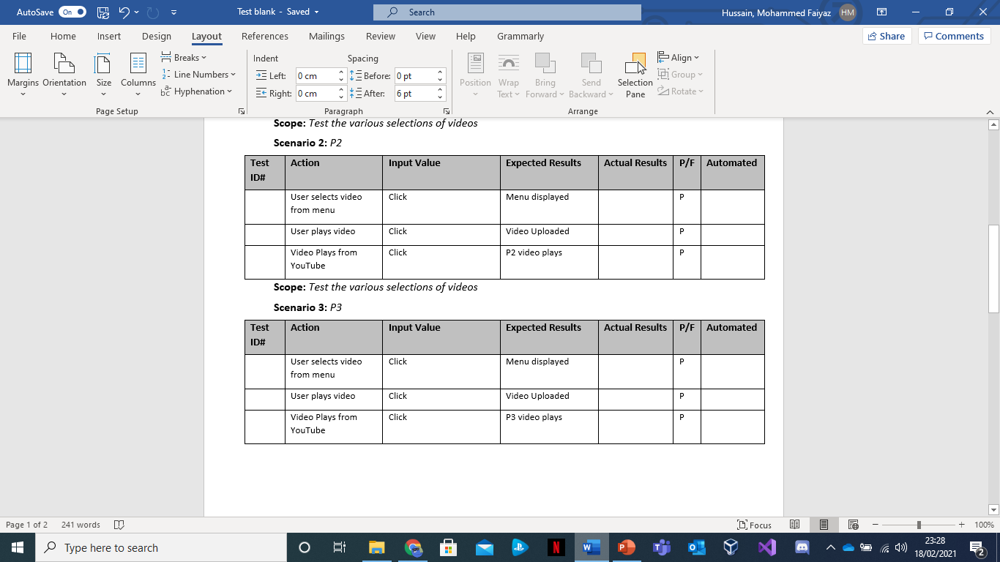 AutoSave On Test blank - Saved Search Hussain, Mohammed Faiyaz HM
File Home Insert Design Layout References Mailings Review View Help Grammarly Share Comments
Margins Orientation Size Columns
Breaks
Line Numbers
Hyphenation
Page Setup
Indent Spacing
Left: 0 cm Before: 0 pt
Right: 0 cm After: 6 pt
Paragraph
Position Wrap Text Bring Forward Send Backward Selection Pane
Align
Group
Rotate
Arrange
Scope: Test the various selections of videos
Scenario 2: P2
Test ID# Action Input Value Expected Results Actual Results P/F Automated
User selects video from menu Click Menu displayed P
User plays video Click Video Uploaded P
Video Plays from YouTube Click P2 video plays P
Scope: Test the various selections of videos
Scenario 3: P3
Test ID# Action Input Value Expected Results Actual Results P/F Automated
User selects video from menu Click Menu displayed P
User plays video Click Video Uploaded P
Video Plays from YouTube Click P3 video plays P
Page 1 of 2 241 words Focus 100%
Type here to search 23:28
18/02/2021 2